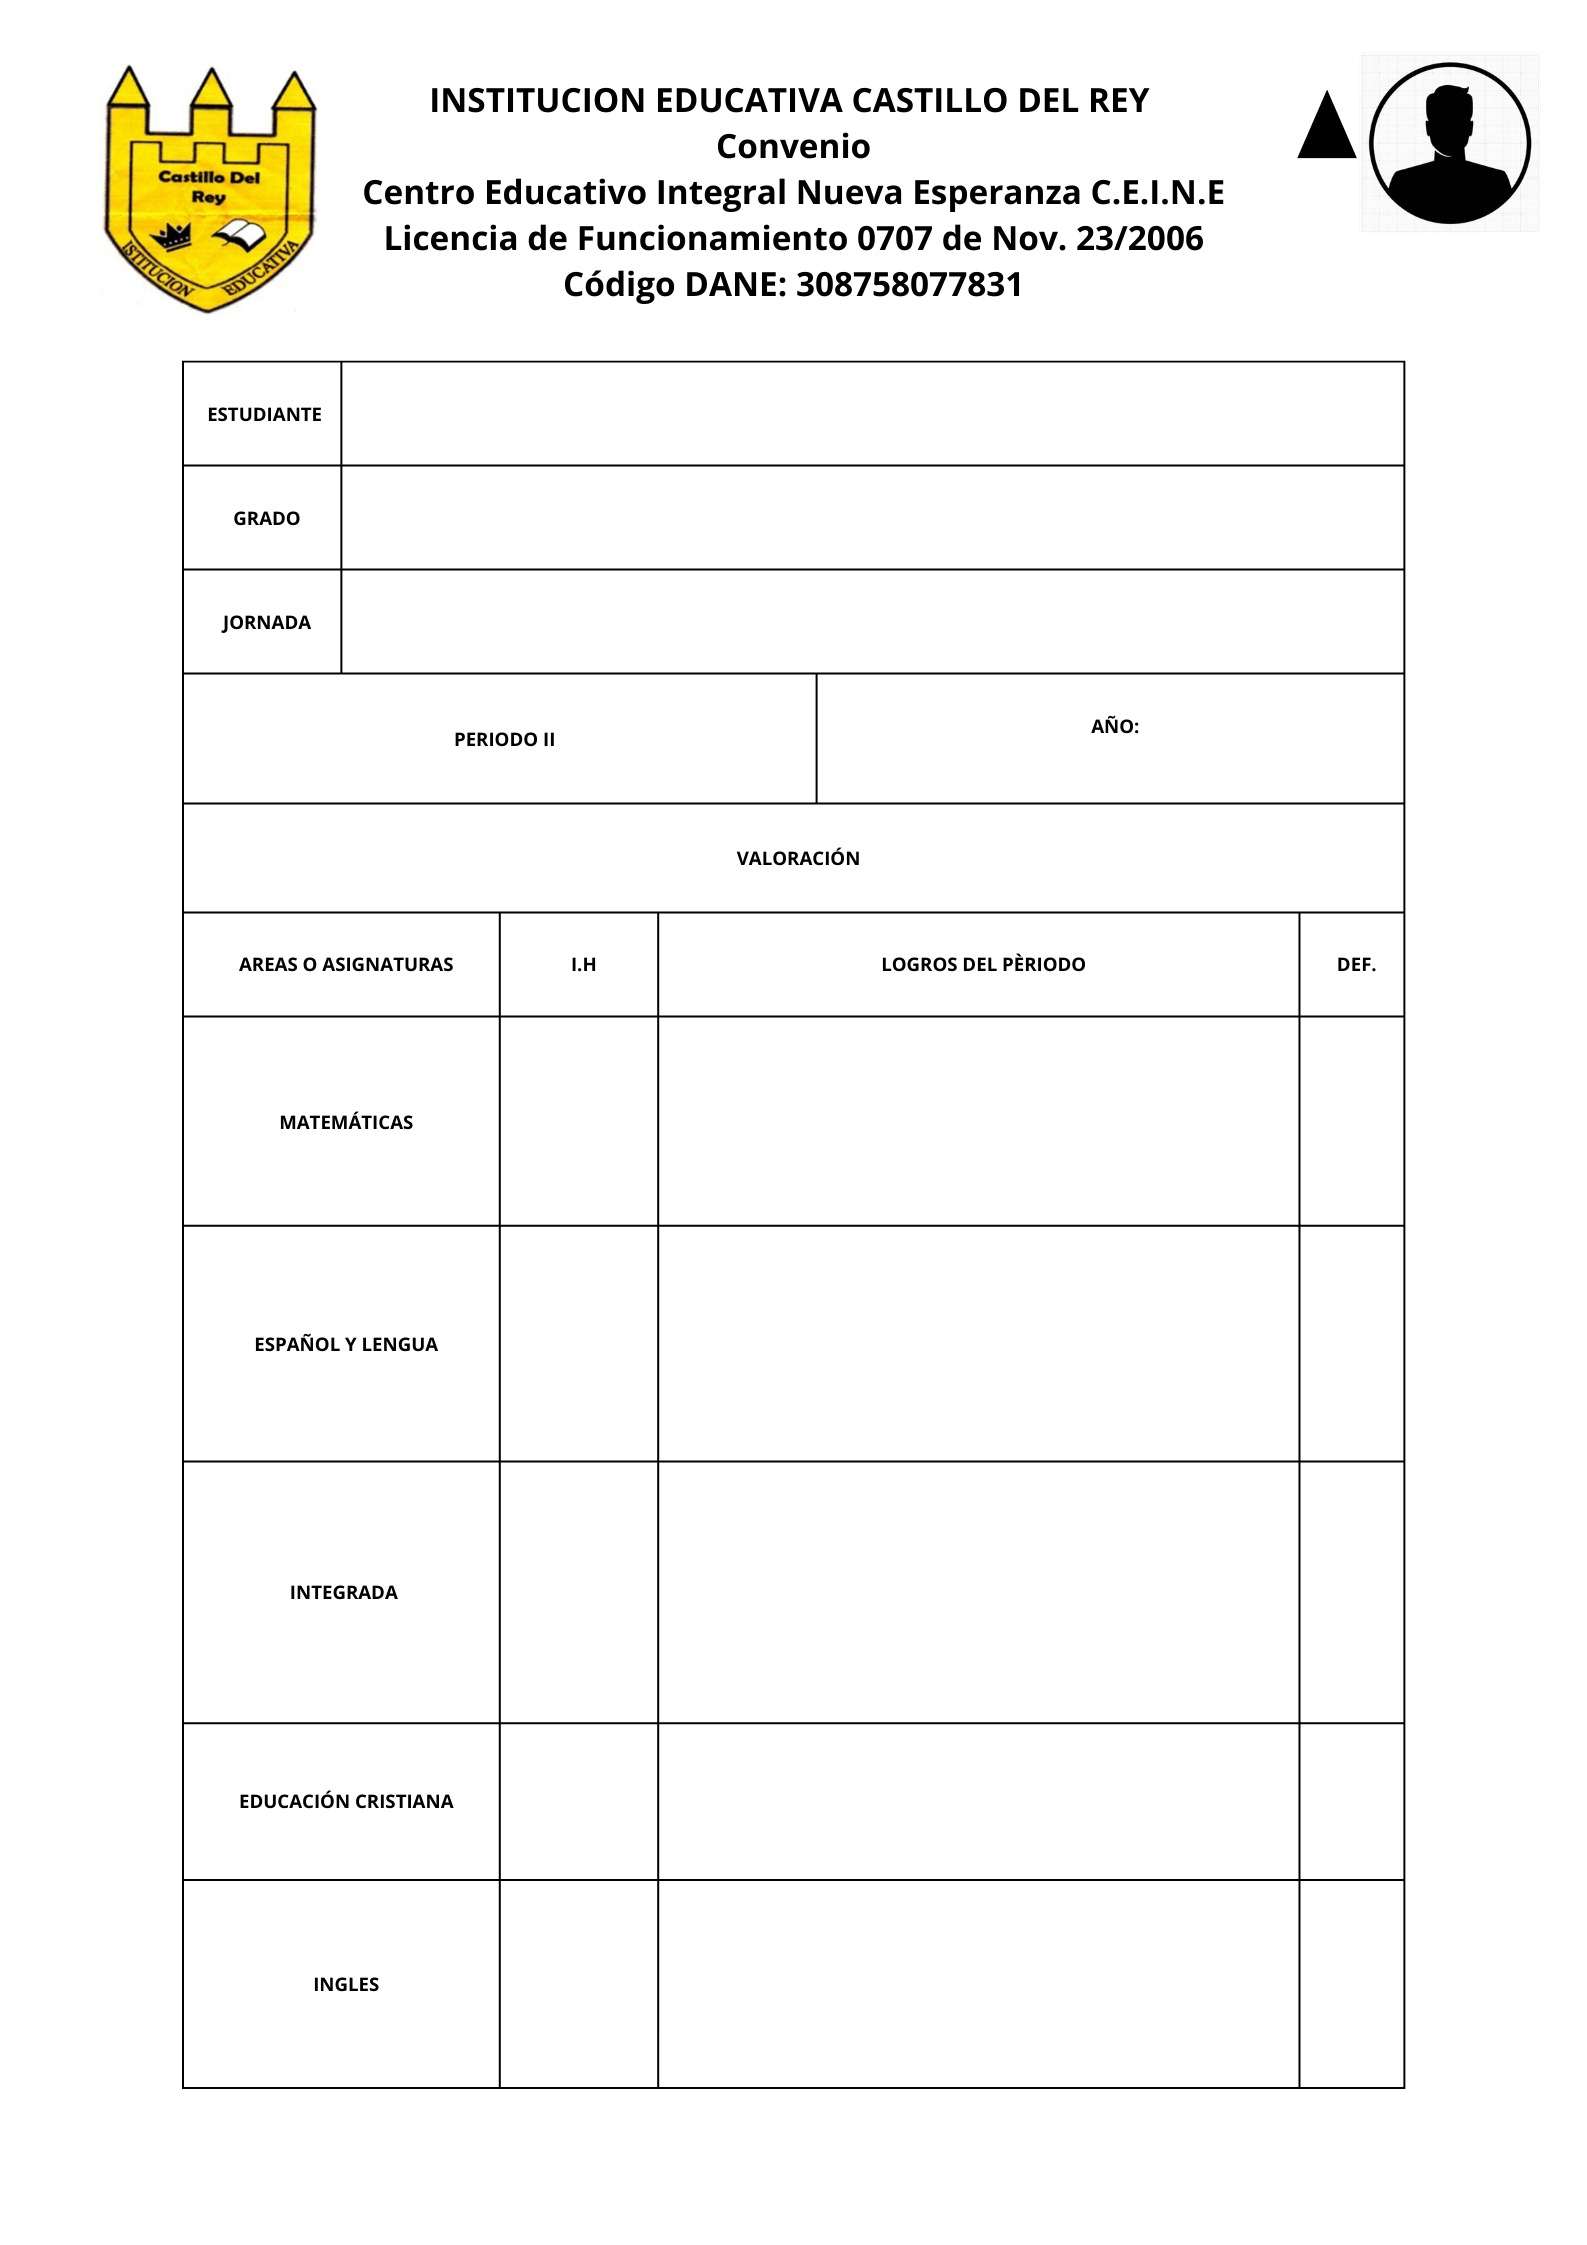 Castillo Del
Rey
ISTITUCION EDUCATIVA
INSTITUCION EDUCATIVA CASTILLO DEL REY
Convenio
Centro Educativo Integral Nueva Esperanza C.E.I.N.E
Licencia de Funcionamiento 0707 de Nov. 23/2006
Código DANE: 308758077831
ESTUDIANTE
GRADO
JORNADA
PERIODO II
AÑO:
VALORACIÓN
AREAS O ASIGNATURAS
I.H
LOGROS DEL PÈRIODO
DEF.
MATEMÁTICAS
ESPAÑOL Y LENGUA
INTEGRADA
EDUCACIÓN CRISTIANA
INGLES